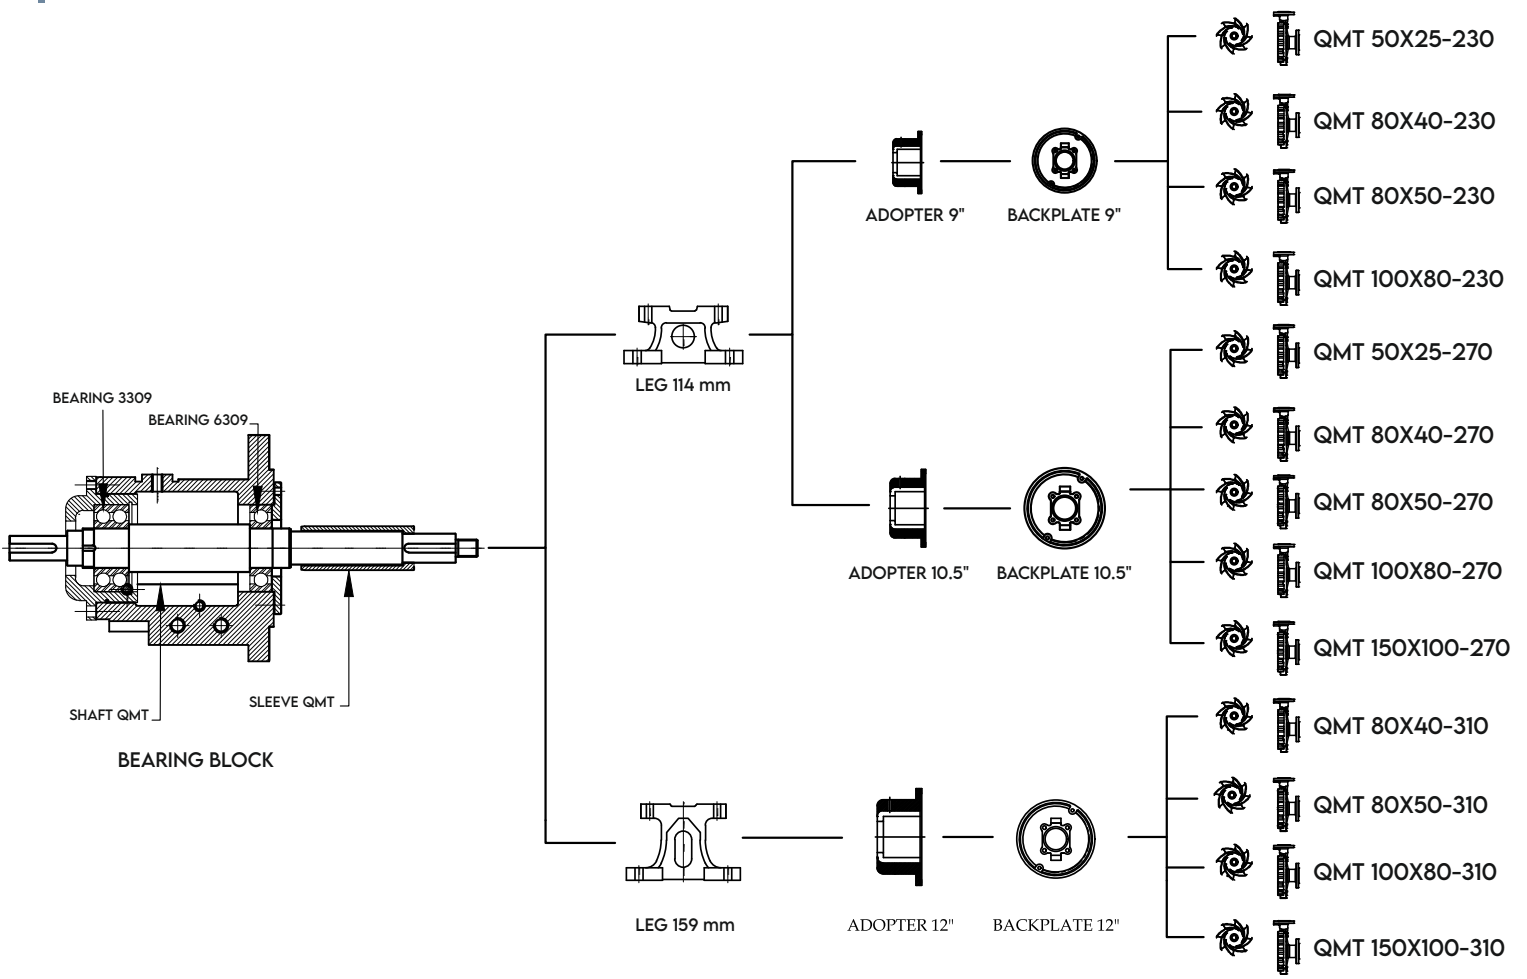 BEARING 3309
BEARING 6309
SHAFT QMT
SLEEVE QMT
BEARING BLOCK
LEG 114 mm
LEG 159 mm
ADOPTER 9"
BACKPLATE 9"
ADOPTER 10.5"
BACKPLATE 10.5"
ADOPTER 12"
BACKPLATE 12"
QMT 50X25-230
QMT 80X40-230
QMT 80X50-230
QMT 100X80-230
QMT 50X25-270
QMT 80X40-270
QMT 80X50-270
QMT 100X80-270
QMT 150X100-270
QMT 80X40-310
QMT 80X50-310
QMT 100X80-310
QMT 150X100-310